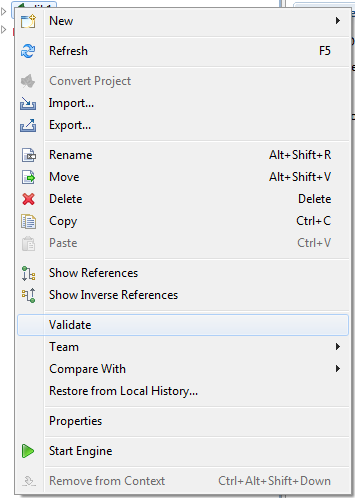 New
Refresh F5
Convert Project
Import...
Export...
Rename Alt+Shift+R
Move Alt+Shift+V
Delete Delete
Copy Ctrl+C
Paste Ctrl+V
Show References
Show Inverse References
Validate
Team
Compare With
Restore from Local History...
Properties
Start Engine
Remove from Context Ctrl+Alt+Shift+Down